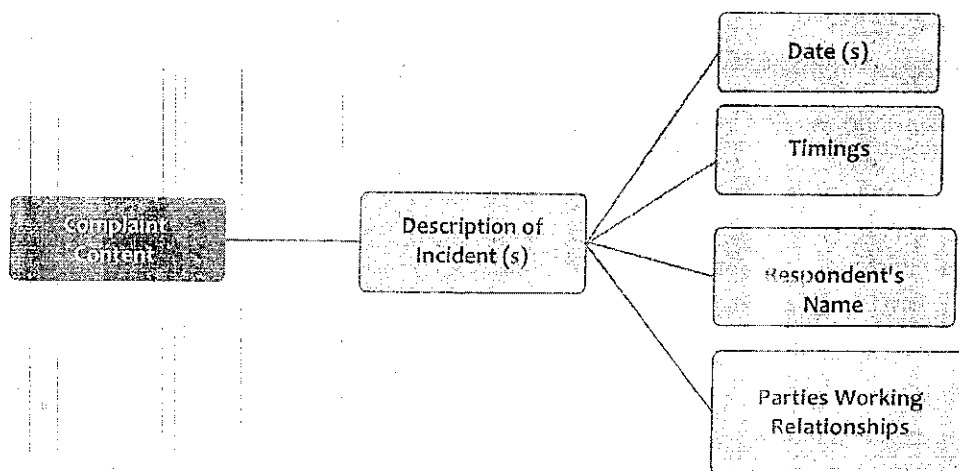 Complaint
Content
Description of
Incident (s)
Date (s)
Timings
Respondent's
Name
Parties Working
Relationships